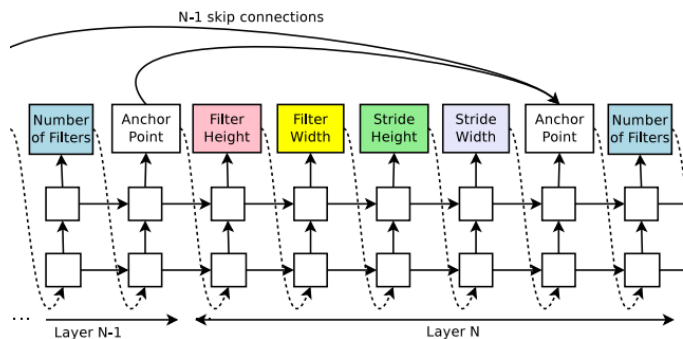 N-1 skip connections
Number
of Filters
Anchor
Point
Filter
Height
Filter
Width
Stride
Height
Stride
Width
Anchor
Point
Number
of Filters
...
...
Layer N-1
Layer N